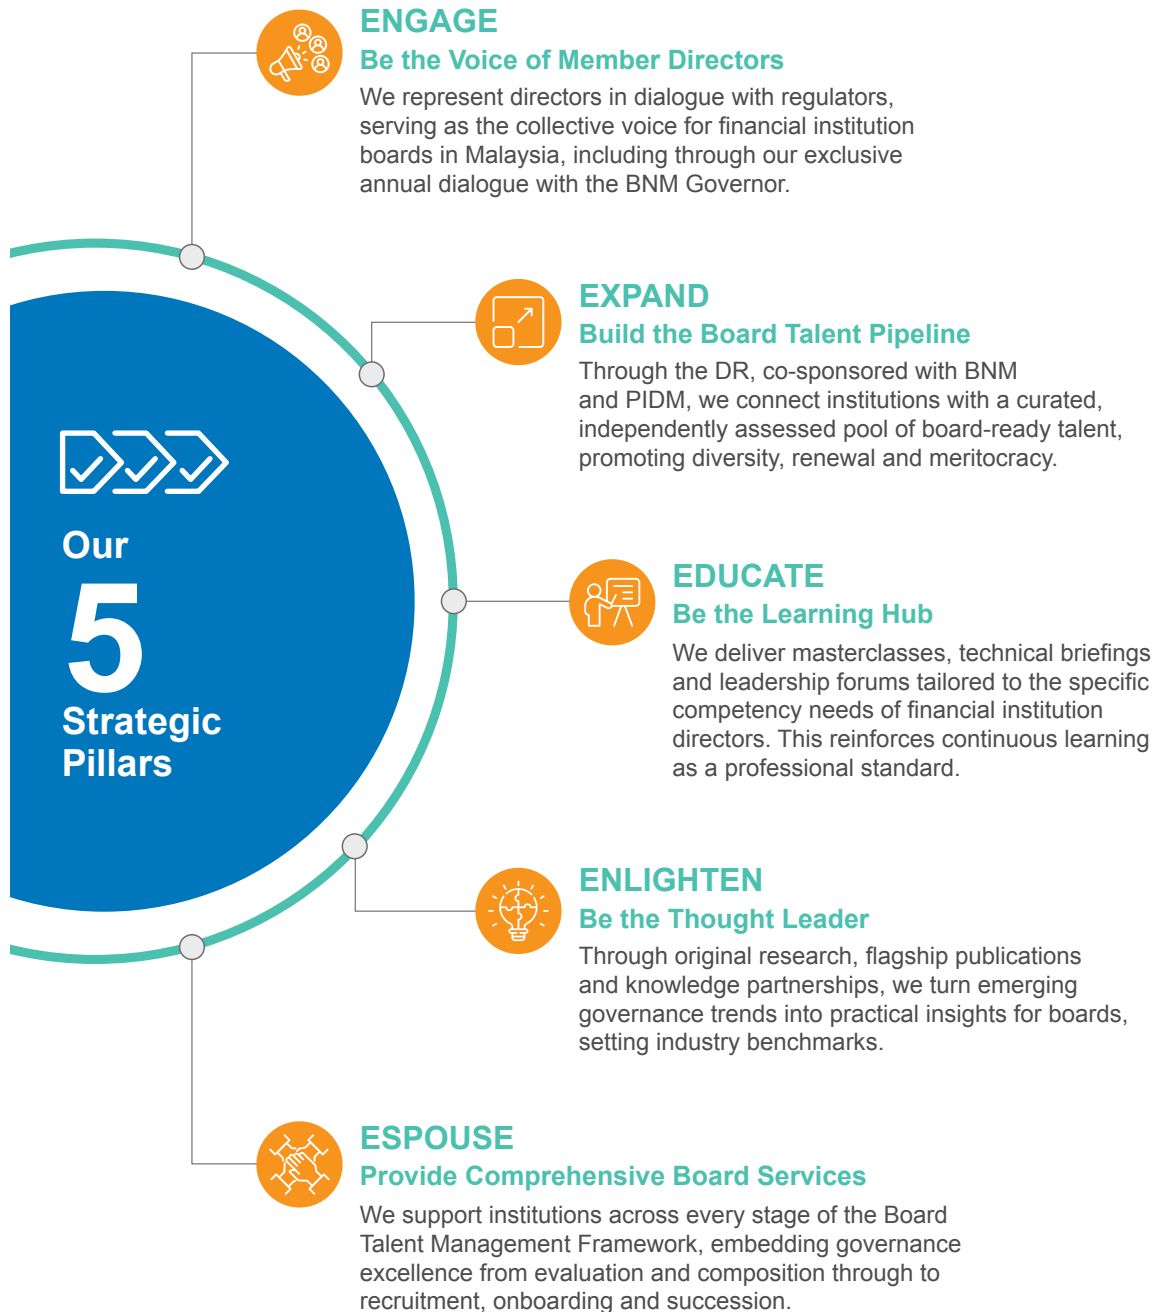 ENGAGE
Be the Voice of Member Directors
We represent directors in dialogue with regulators,
serving as the collective voice for financial institution
boards in Malaysia, including through our exclusive
annual dialogue with the BNM Governor.
EXPAND
Build the Board Talent Pipeline
Through the DR, co-sponsored with BNM
and PIDM, we connect institutions with a curated,
independently assessed pool of board-ready talent,
promoting diversity, renewal and meritocracy.
Our
5
Strategic
Pillars
EDUCATE
Be the Learning Hub
We deliver masterclasses, technical briefings
and leadership forums tailored to the specific
competency needs of financial institution
directors. This reinforces continuous learning
as a professional standard.
ENLIGHTEN
Be the Thought Leader
Through original research, flagship publications
and knowledge partnerships, we turn emerging
governance trends into practical insights for boards,
setting industry benchmarks.
ESPOUSE
Provide Comprehensive Board Services
We support institutions across every stage of the Board
Talent Management Framework, embedding governance
excellence from evaluation and composition through to
recruitment, onboarding and succession.